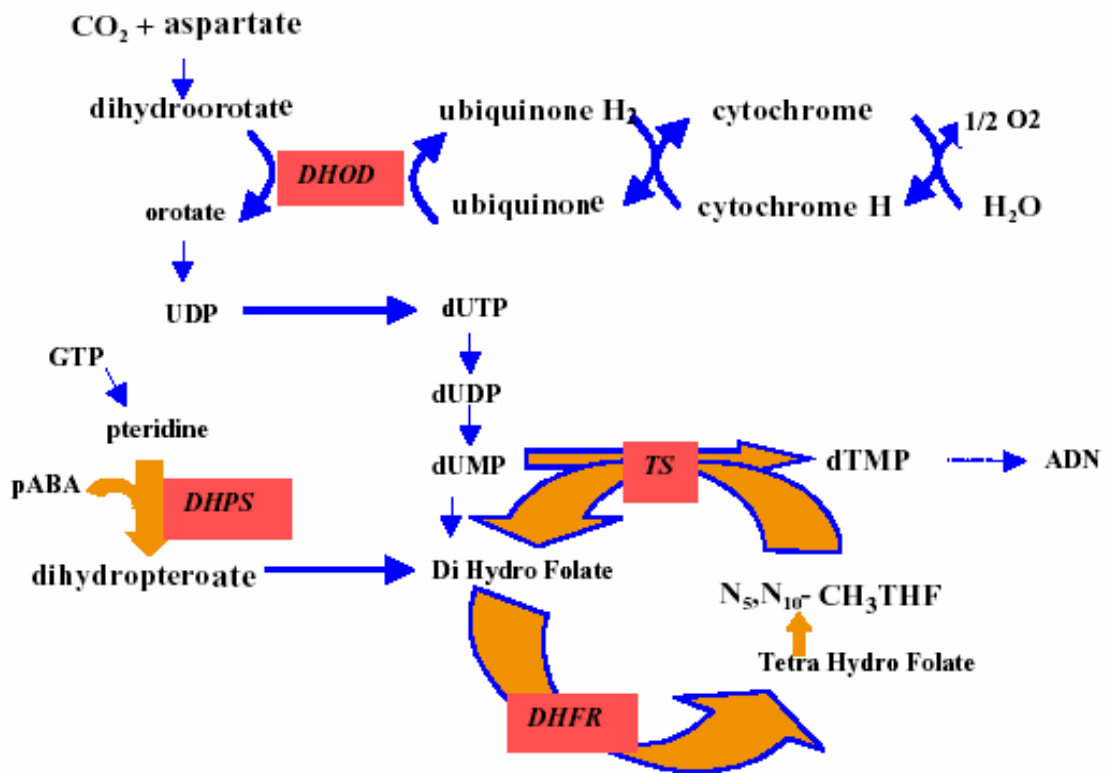 CO₂ + aspartate
dihydroorotate
ubiquinone H₂
cytochrome
1/2 O2
DHOD
orotate
ubiquinone
cytochrome H
H₂O
UDP
dUTP
GTP
dUDP
pteridine
dUMP
TS
dTMP
ADN
pABA
DHPS
dihydropteroate
Di Hydro Folate
N₅,N₁₀- CH₃THF
Tetra Hydro Folate
DHFR